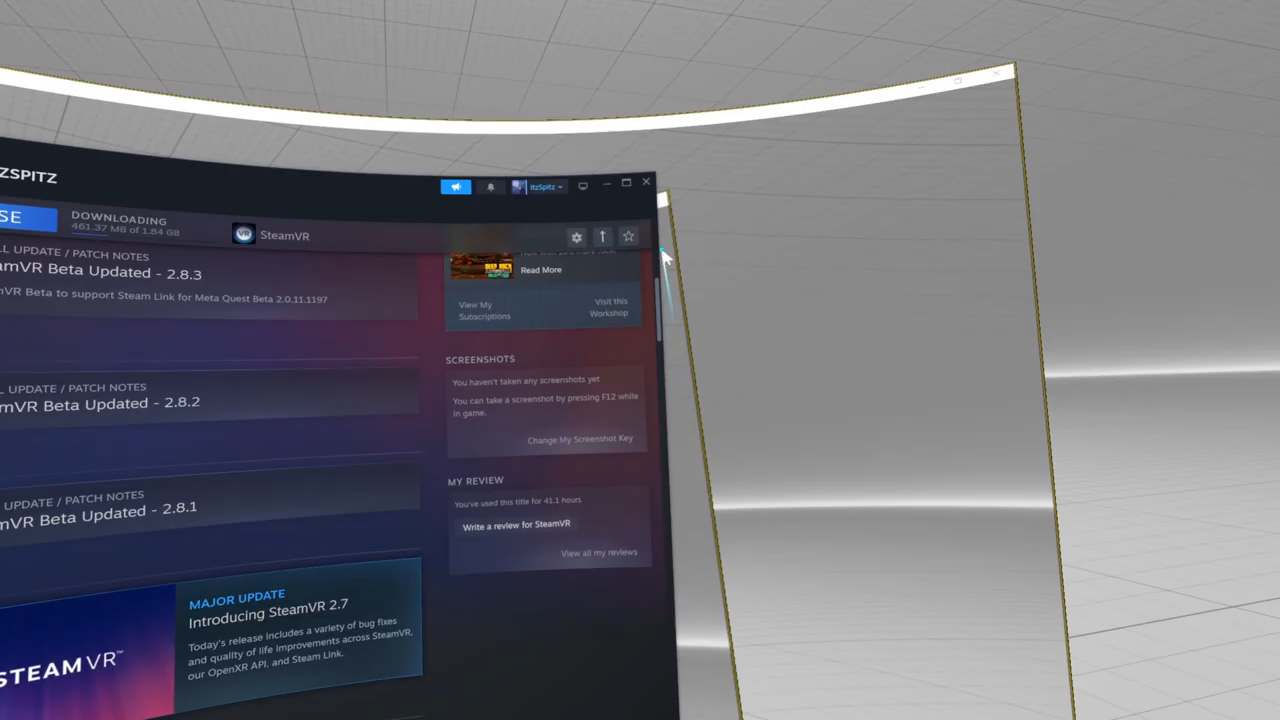 ITZSPITZ
ItzSpitz
SE
DOWNLOADING
461.37 MB of 1.84 GB
SteamVR
VR
L UPDATE / PATCH NOTES
amVR Beta Updated - 2.8.3
mVR Beta to support Steam Link for Meta Quest Beta 2.0.11.1197
L UPDATE / PATCH NOTES
mVR Beta Updated - 2.8.2
UPDATE / PATCH NOTES
mVR Beta Updated - 2.8.1
MAJOR UPDATE
Introducing SteamVR 2.7
Today's release includes a variety of bug fixes
and quality of life improvements across SteamVR,
our OpenXR API, and Steam Link.
STEAMVR™
Read More
View My
Subscriptions
Visit this
Workshop
SCREENSHOTS
You haven't taken any screenshots yet
You can take a screenshot by pressing F12 while
in game.
Change My Screenshot Key
MY REVIEW
You've used this title for 41.1 hours
Write a review for SteamVR
View all my reviews